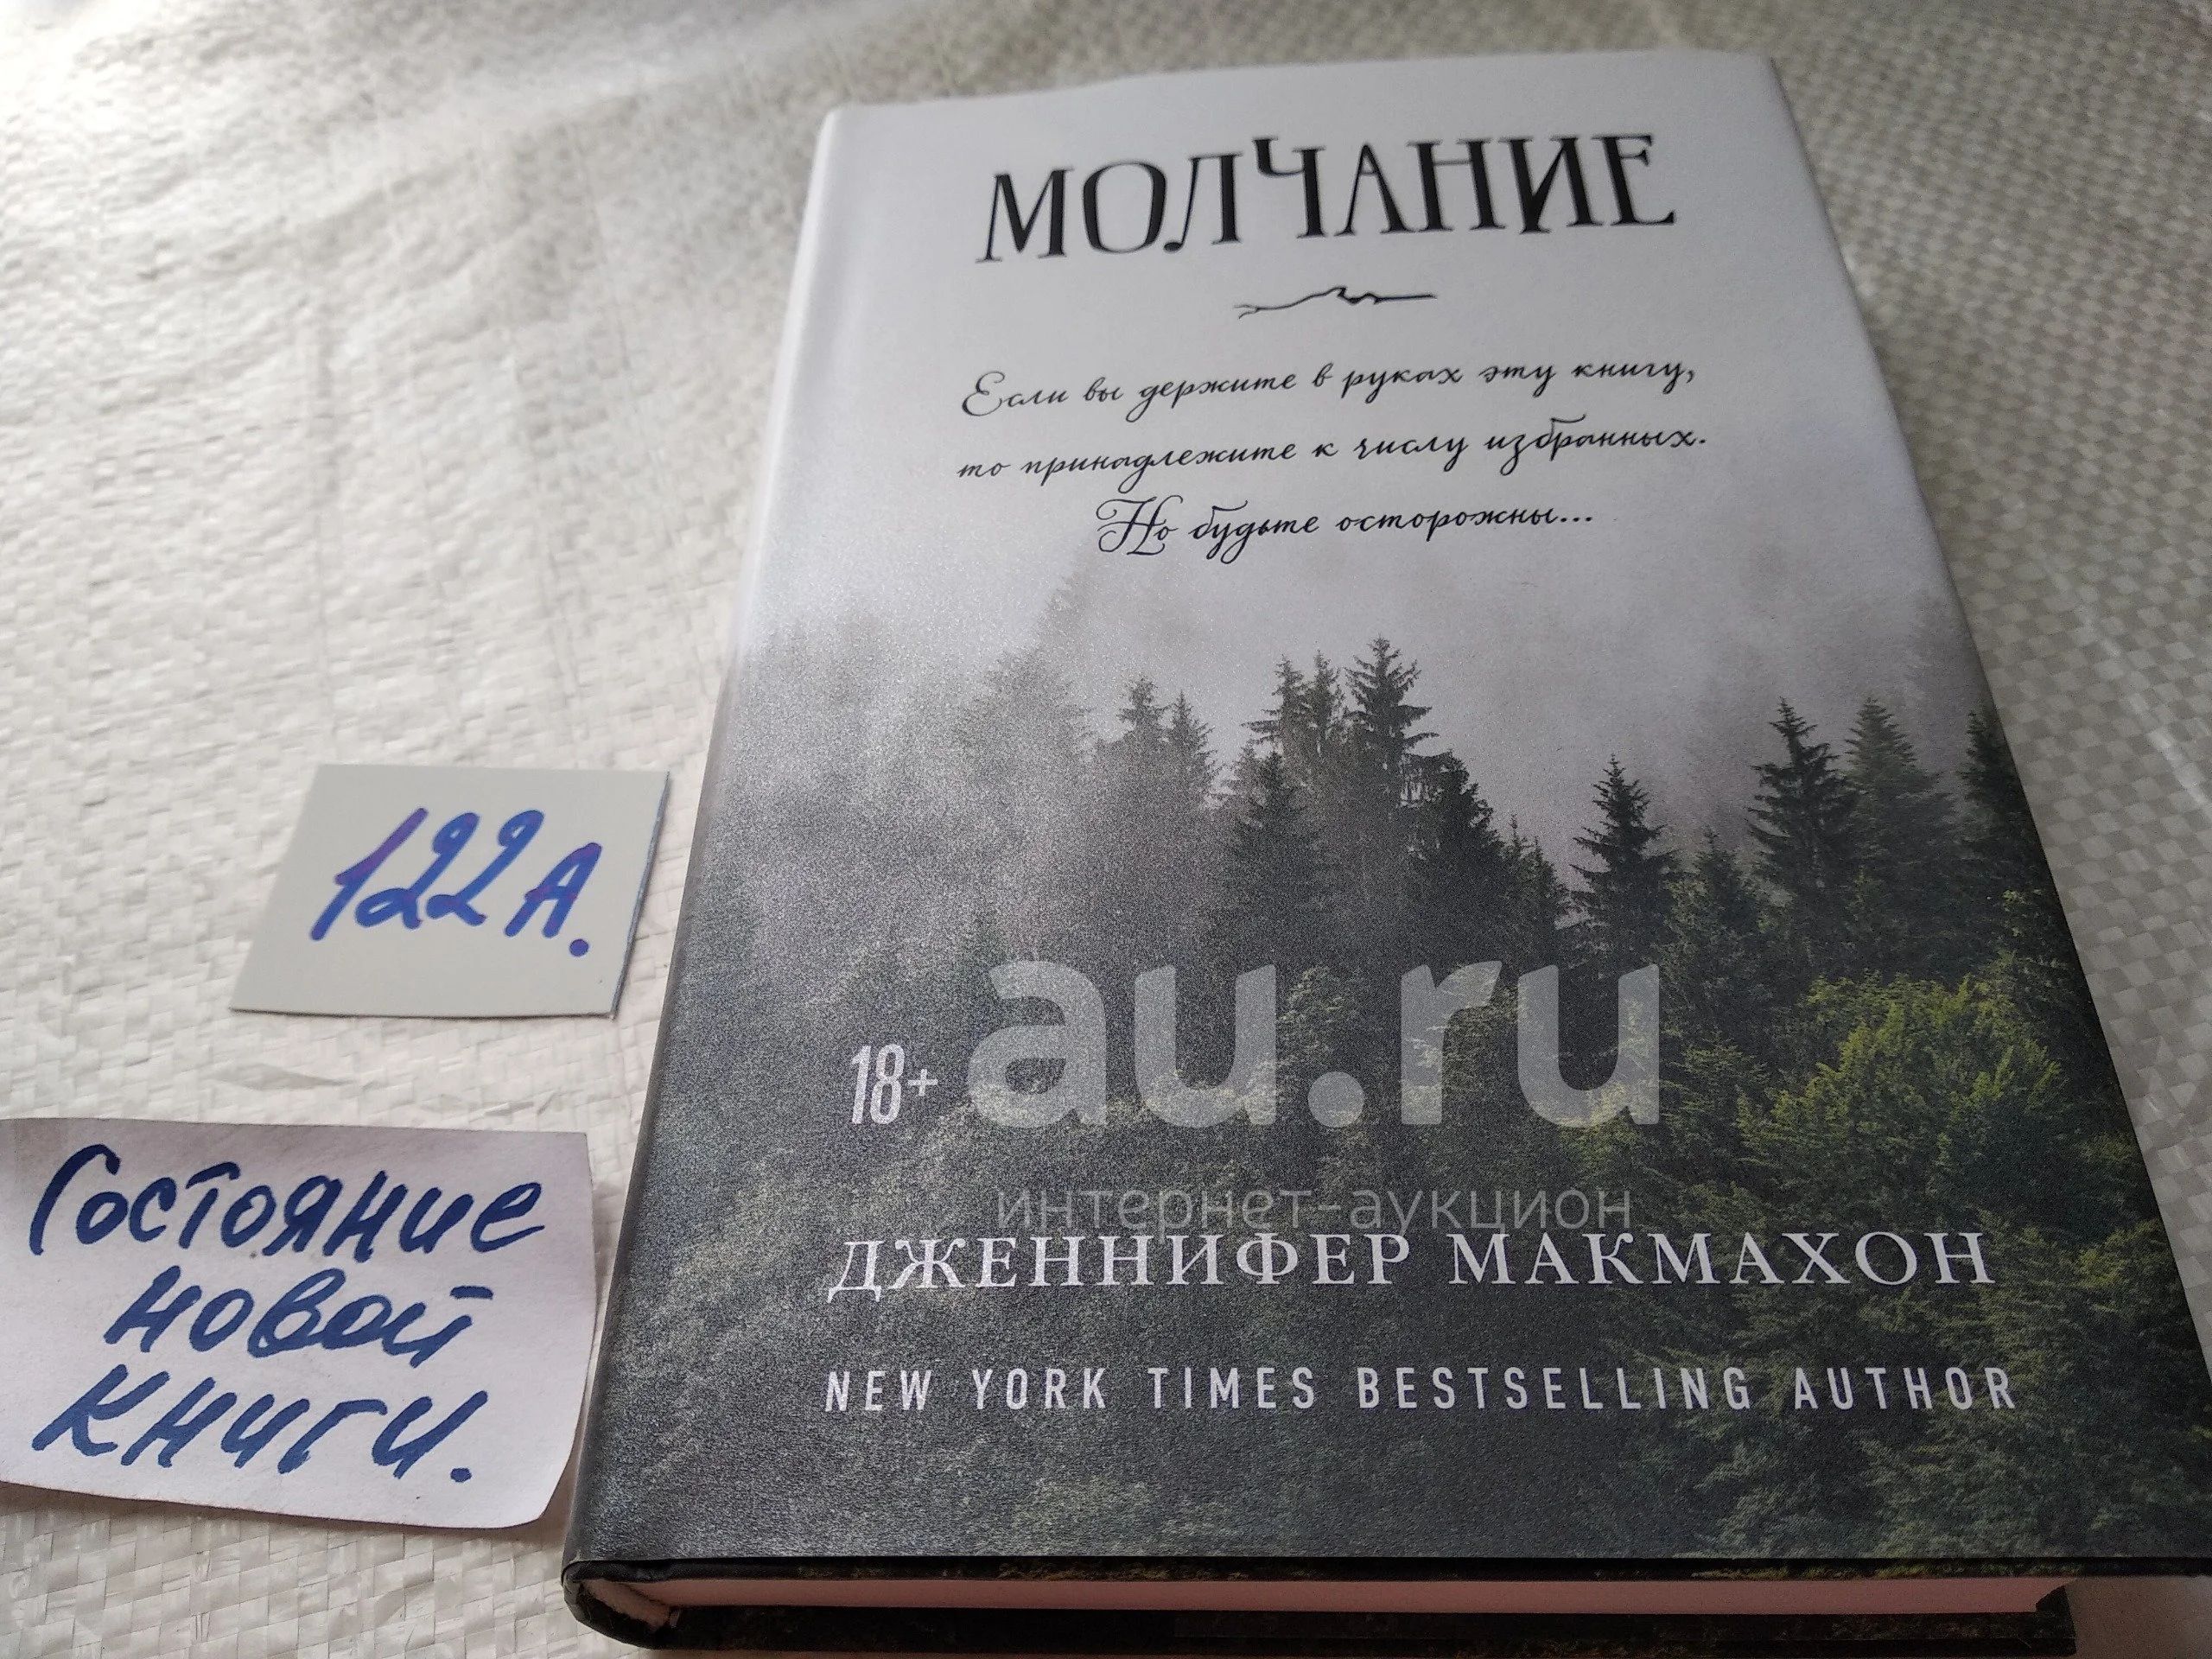 МОЛЧАНИЕ
Если вы держите в руках эту книгу,
то принадлежите к числу избранных.
Но будьте осторожны...
122А.
18+
au.ru
интернет-аукцион
ДЖЕННИФЕР МАКМАХОН
NEW YORK TIMES BESTSELLING AUTHOR
Состояние
новой
книги.